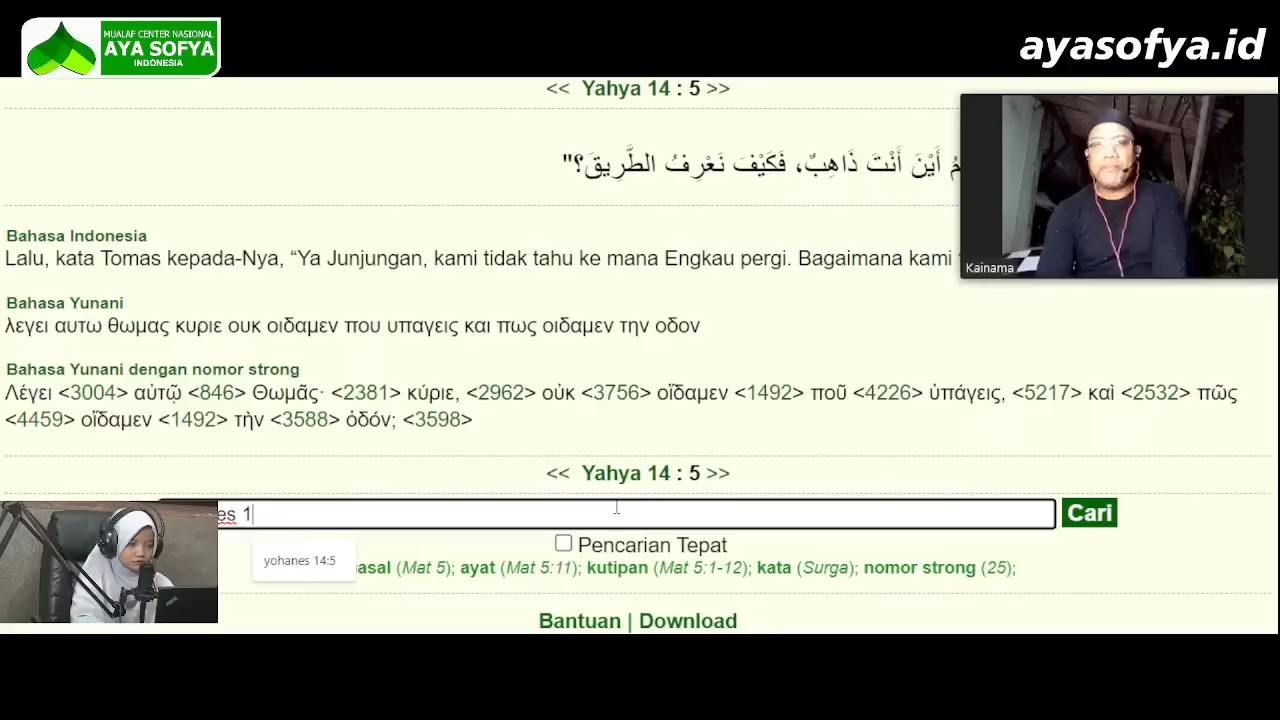 MUALAF CENTER NASIONAL
AYA SOFYA
INDONESIA
ayasofya.id
<< Yahya 14 : 5 >>
أَيْنَ أَنْتَ ذَاهِبٌ، فَكَيْفَ نَعْرِفُ الطَّرِيقَ؟"
Bahasa Indonesia
Lalu, kata Tomas kepada-Nya, “Ya Junjungan, kami tidak tahu ke mana Engkau pergi. Bagaimana kami
Kainama
Bahasa Yunani
λεγει αυτω θωμας κυριε ουκ οιδαμεν που υπαγεις και πως οιδαμεν την οδον
Bahasa Yunani dengan nomor strong
Λέγει <3004> αὐτῷ <846> Θωμᾶς· <2381> κύριε, <2962> οὐκ <3756> οἴδαμεν <1492> ποῦ <4226> ὑπάγεις, <5217> καὶ <2532> πῶς
<4459> οἴδαμεν <1492> τὴν <3588> ὁδόν; <3598>
<< Yahya 14 : 5 >>
es 1
Cari
Pencarian Tepat
yohanes 14:5
asal (Mat 5); ayat (Mat 5:11); kutipan (Mat 5:1-12); kata (Surga); nomor strong (25);
Bantuan | Download